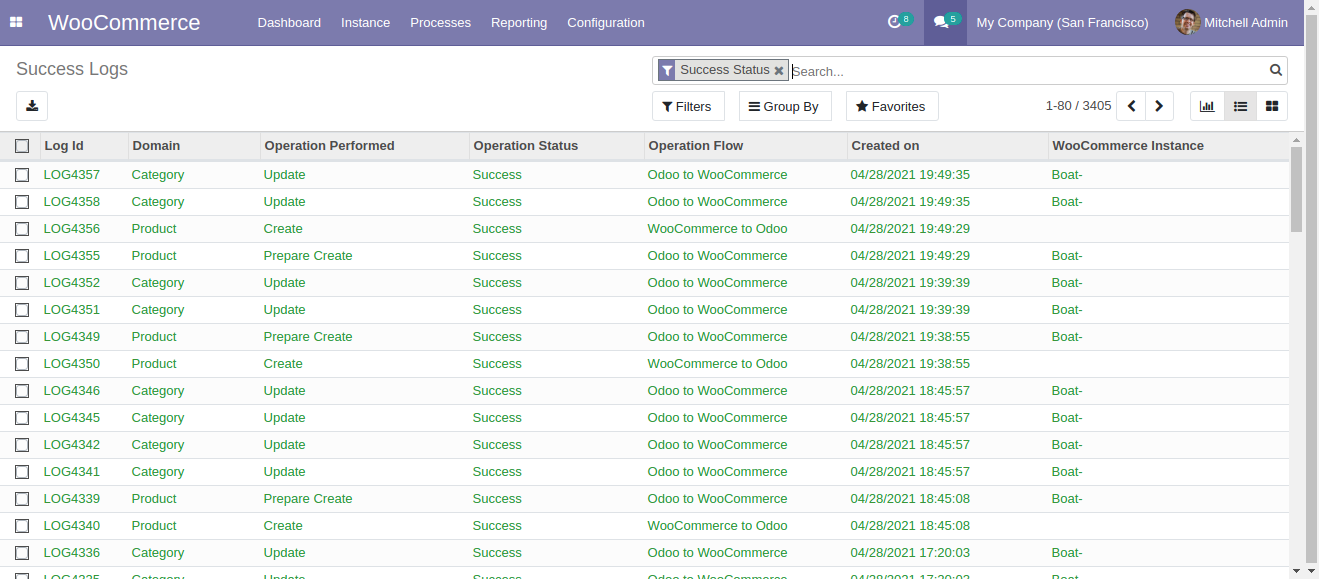 WooCommerce Dashboard Instance Processes Reporting Configuration 8 5 My Company (San Francisco) Mitchell Admin
Success Logs Success Status Search...
Filters Group By Favorites 1-80 / 3405
Log Id Domain Operation Performed Operation Status Operation Flow Created on WooCommerce Instance
LOG4357 Category Update Success Odoo to WooCommerce 04/28/2021 19:49:35 Boat-
LOG4358 Category Update Success Odoo to WooCommerce 04/28/2021 19:49:35 Boat-
LOG4356 Product Create Success WooCommerce to Odoo 04/28/2021 19:49:29
LOG4355 Product Prepare Create Success Odoo to WooCommerce 04/28/2021 19:49:29 Boat-
LOG4352 Category Update Success Odoo to WooCommerce 04/28/2021 19:39:39 Boat-
LOG4351 Category Update Success Odoo to WooCommerce 04/28/2021 19:39:39 Boat-
LOG4349 Product Prepare Create Success Odoo to WooCommerce 04/28/2021 19:38:55 Boat-
LOG4350 Product Create Success WooCommerce to Odoo 04/28/2021 19:38:55
LOG4346 Category Update Success Odoo to WooCommerce 04/28/2021 18:45:57 Boat-
LOG4345 Category Update Success Odoo to WooCommerce 04/28/2021 18:45:57 Boat-
LOG4342 Category Update Success Odoo to WooCommerce 04/28/2021 18:45:57 Boat-
LOG4341 Category Update Success Odoo to WooCommerce 04/28/2021 18:45:57 Boat-
LOG4339 Product Prepare Create Success Odoo to WooCommerce 04/28/2021 18:45:08 Boat-
LOG4340 Product Create Success WooCommerce to Odoo 04/28/2021 18:45:08
LOG4336 Category Update Success Odoo to WooCommerce 04/28/2021 17:20:03 Boat-